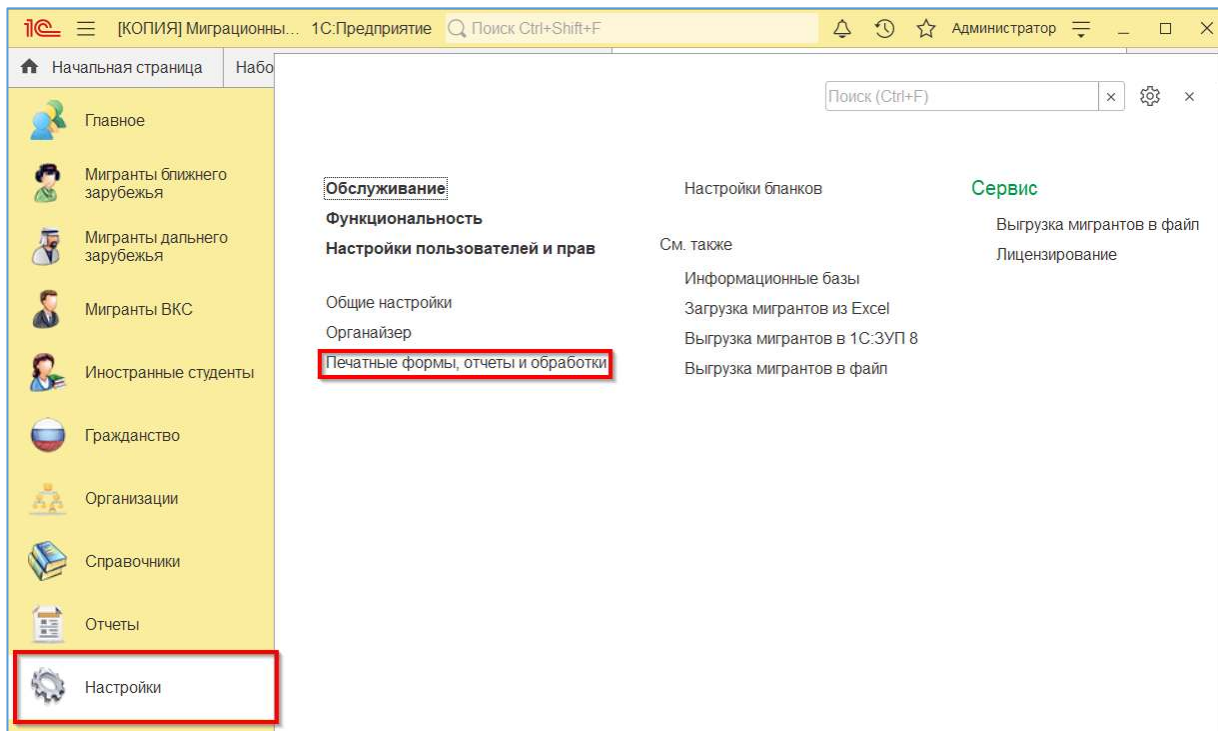 1С [КОПИЯ] Миграционны... 1С:Предприятие Поиск Ctrl+Shift+F Администратор
Начальная страница Набо
Поиск (Ctrl+F)
Главное
Мигранты ближнего
зарубежья
Мигранты дальнего
зарубежья
Мигранты ВКС
Иностранные студенты
Гражданство
Организации
Справочники
Отчеты
Настройки
Обслуживание
Функциональность
Настройки пользователей и прав
Общие настройки
Органайзер
Печатные формы, отчеты и обработки
Настройки бланков
См. также
Информационные базы
Загрузка мигрантов из Excel
Выгрузка мигрантов в 1С:ЗУП 8
Выгрузка мигрантов в файл
Сервис
Выгрузка мигрантов в файл
Лицензирование